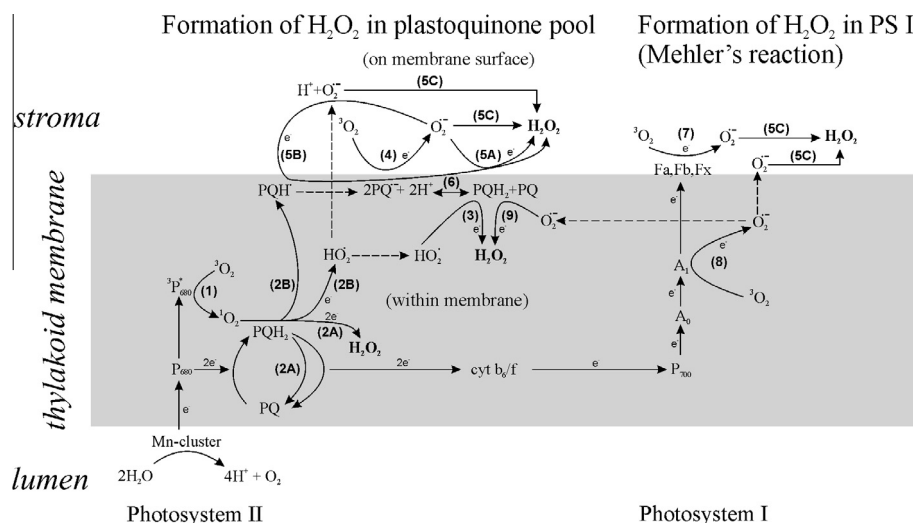 Formation of H₂O₂ in plastoquinone pool
Formation of H₂O₂ in PS I
(Mehler's reaction)
(on membrane surface)
stroma
thylakoid membrane
lumen
H⁺+O₂·⁻
(5C)
³O₂
O₂·⁻
(5C)
H₂O₂
e⁻
(5B)
(4)
e⁻
(5A)
e⁻
³O₂
(7)
e⁻
O₂·⁻
(5C)
H₂O₂
Fa,Fb,Fx
O₂·⁻
(5C)
PQH·
2PQ·⁻+ 2H⁺
(6)
PQH₂+PQ
(3)
(9)
e⁻
e⁻
O₂·⁻
e⁻
O₂·⁻
HO₂·
HO₂·
H₂O₂
e⁻
(8)
³P*₆₈₀
³O₂
(1)
(2B)
(2B)
e⁻
(within membrane)
A₁
³O₂
¹O₂
2e⁻
(2A)
PQH₂
H₂O₂
e⁻
A₀
e⁻
P₆₈₀
2e⁻
(2A)
2e⁻
cyt b₆/f
e⁻
P₇₀₀
PQ
e⁻
Mn-cluster
2H₂O
4H⁺ + O₂
Photosystem II
Photosystem I